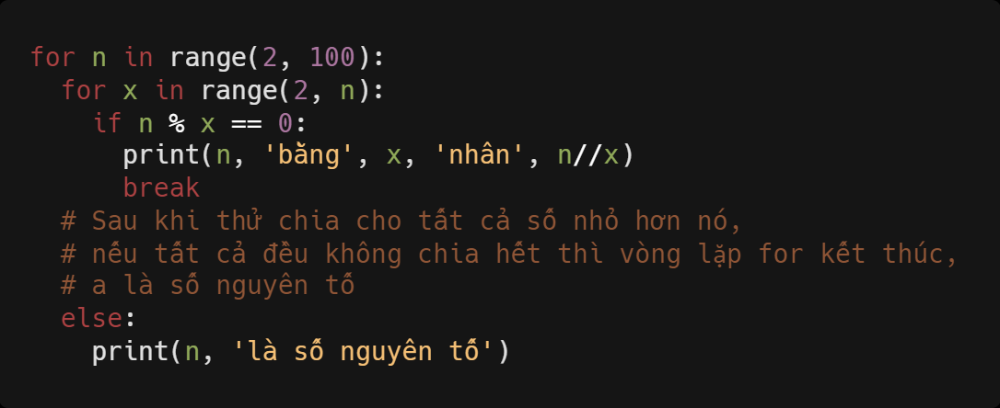 for n in range(2, 100):
  for x in range(2, n):
    if n % x == 0:
      print(n, 'bằng', x, 'nhân', n//x)
      break
  # Sau khi thử chia cho tất cả số nhỏ hơn nó,
  # nếu tất cả đều không chia hết thì vòng lặp for kết thúc,
  # a là số nguyên tố
  else:
    print(n, 'là số nguyên tố')